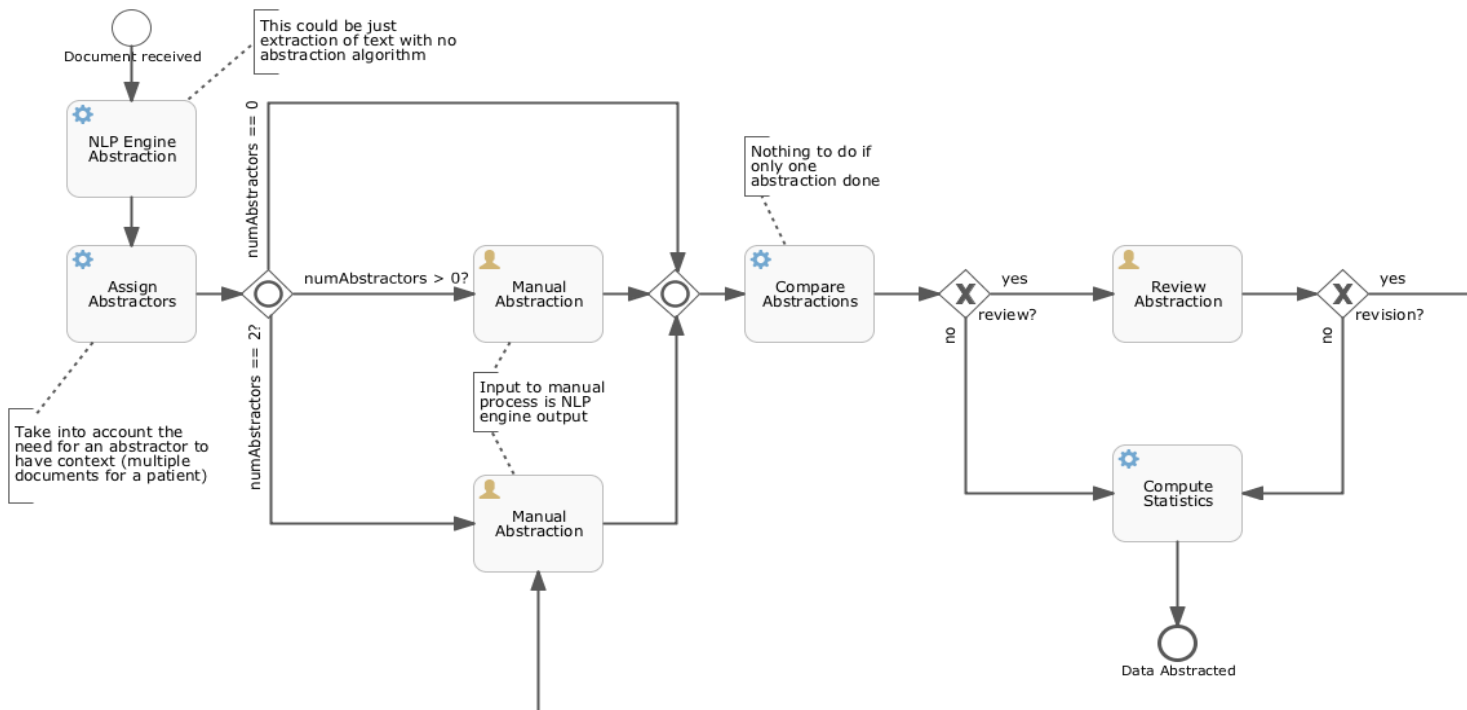 Document received
This could be just
extraction of text with no
abstraction algorithm
NLP Engine
Abstraction
numAbstractors == 0
Nothing to do if
only one
abstraction done
Assign
Abstractors
numAbstractors > 0?
Manual
Abstraction
Compare
Abstractions
yes
review?
no
Review
Abstraction
yes
revision?
no
numAbstractors == 2?
Input to manual
process is NLP
engine output
Take into account the
need for an abstractor to
have context (multiple
documents for a patient)
Manual
Abstraction
Compute
Statistics
Data Abstracted